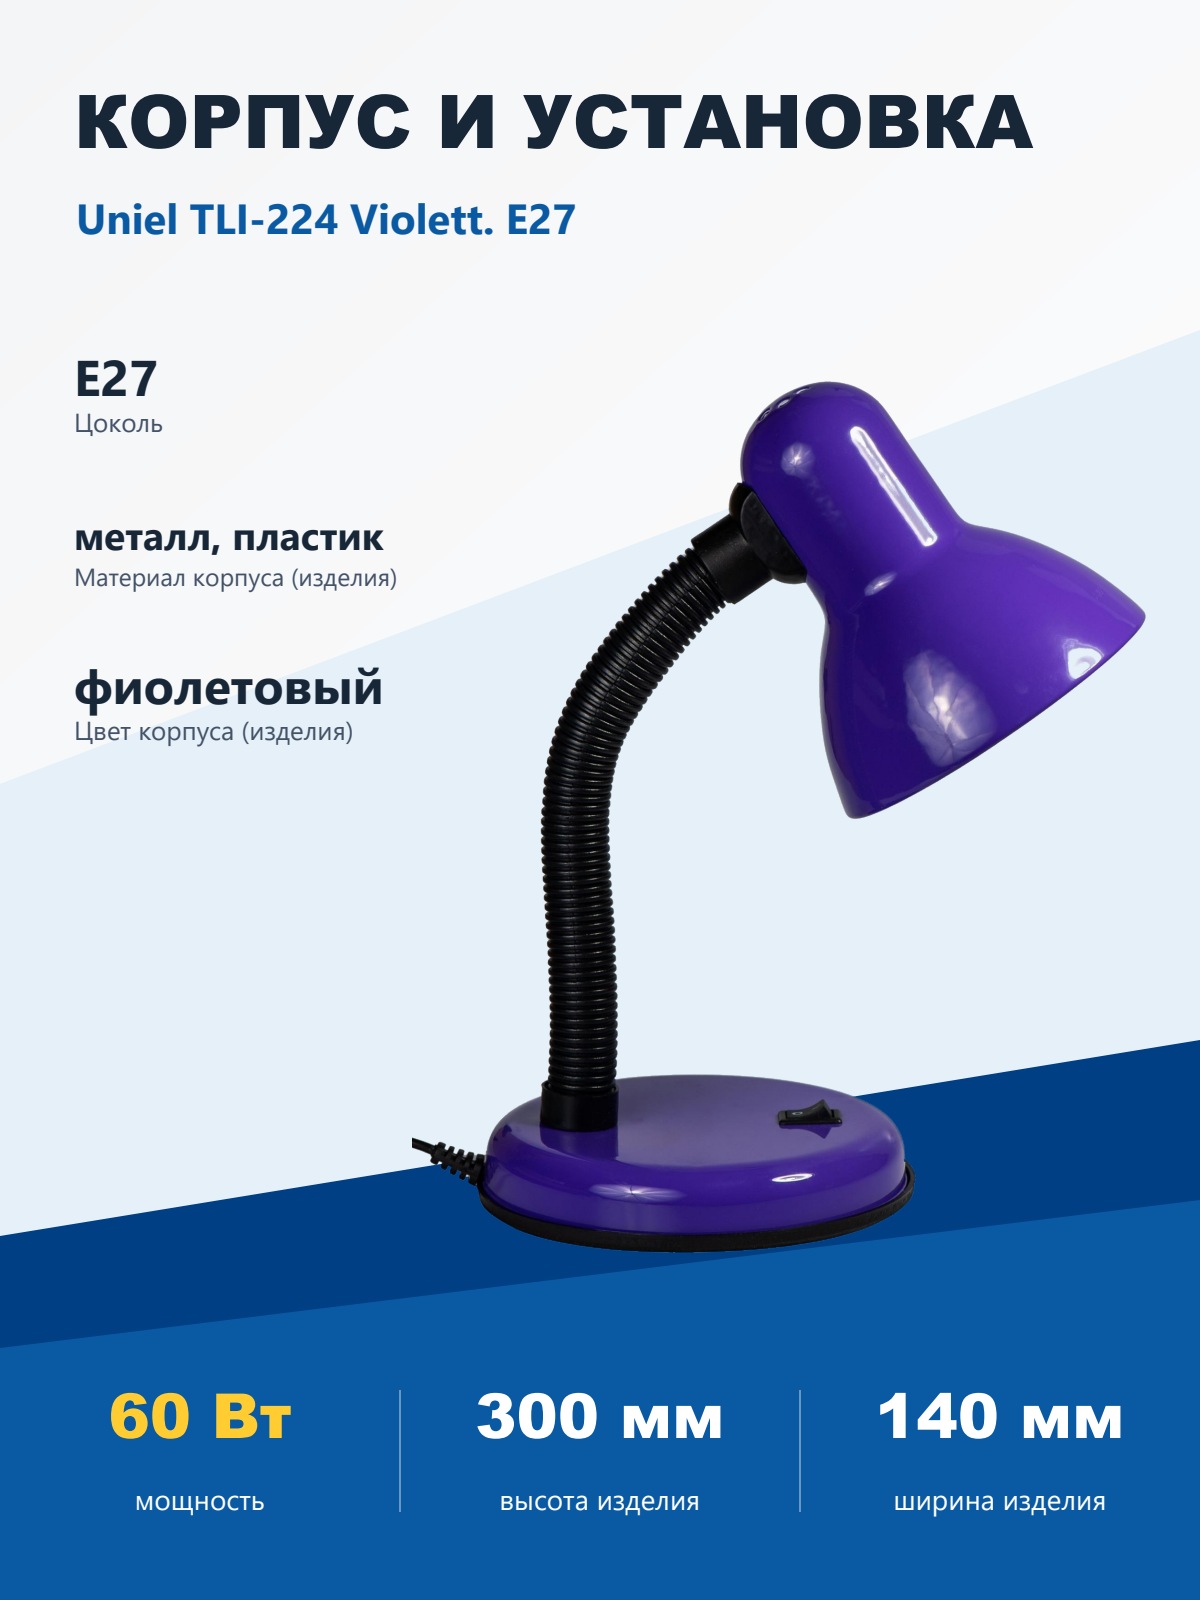 КОРПУС И УСТАНОВКА
Uniel TLI-224 Violett. E27
E27
Цоколь
металл, пластик
Материал корпуса (изделия)
фиолетовый
Цвет корпуса (изделия)
60 Вт
мощность
300 мм
высота изделия
140 мм
ширина изделия